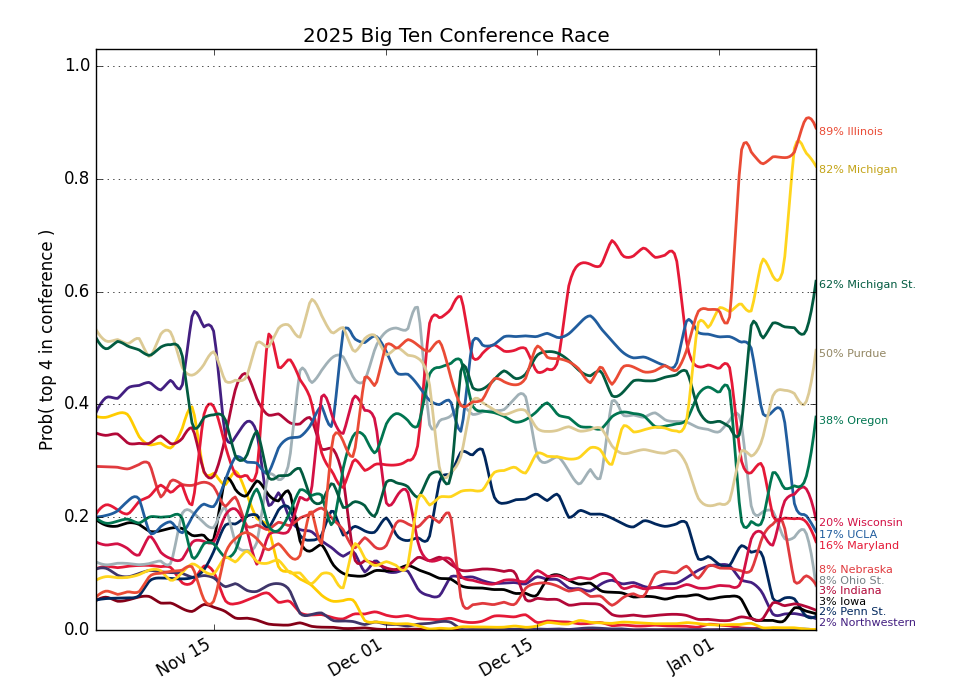 2025 Big Ten Conference Race
Prob( top 4 in conference )
1.0
0.8
0.6
0.4
0.2
0.0
Nov 15
Dec 01
Dec 15
Jan 01
89% Illinois
82% Michigan
62% Michigan St.
50% Purdue
38% Oregon
20% Wisconsin
17% UCLA
16% Maryland
8% Nebraska
8% Ohio St.
3% Indiana
3% Iowa
2% Penn St.
2% Northwestern